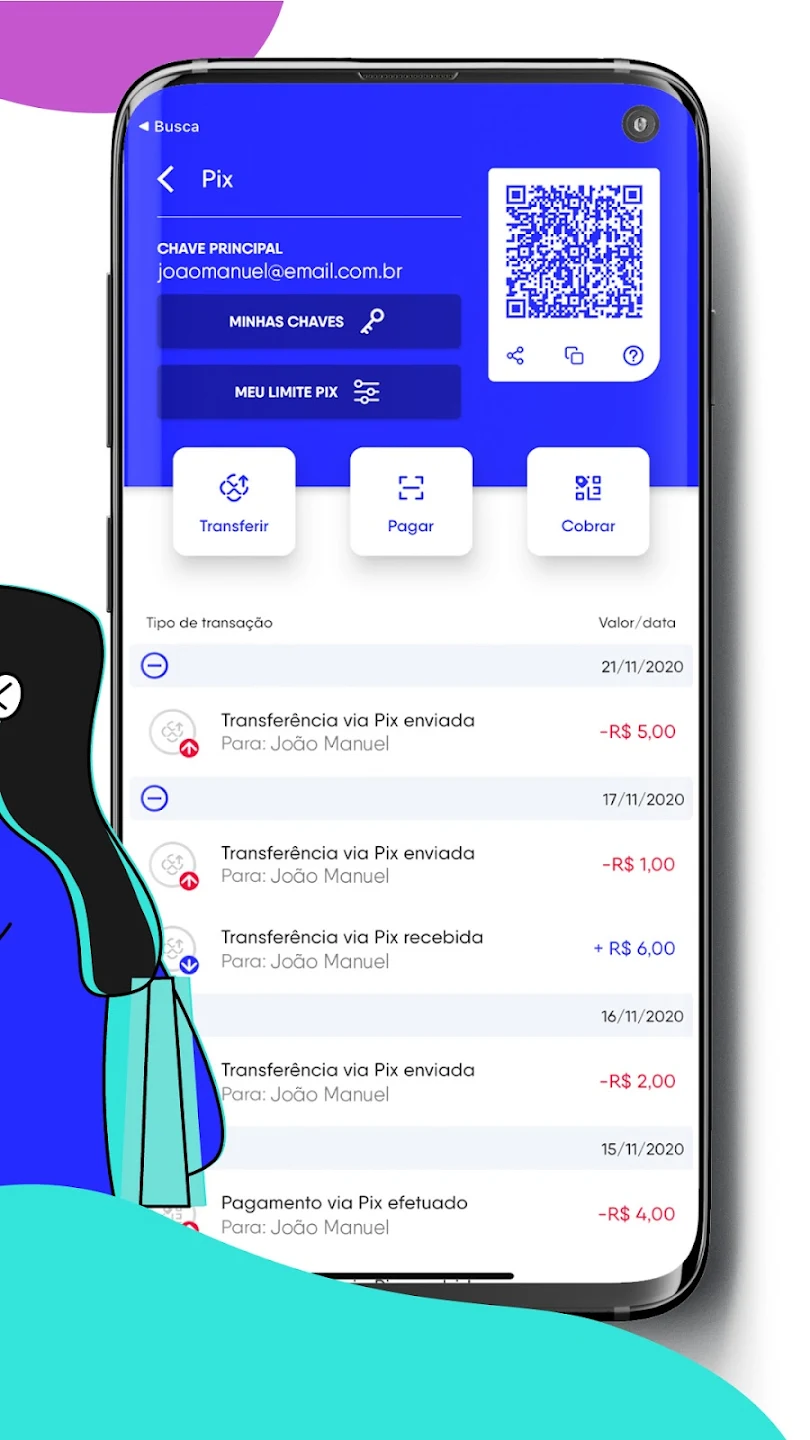 ◀ Busca
Pix
CHAVE PRINCIPAL
joaomanuel@email.com.br
MINHAS CHAVES
MEU LIMITE PIX
Transferir
Pagar
Cobrar
Tipo de transação Valor/data
21/11/2020
Transferência via Pix enviada
Para: João Manuel
-R$ 5,00
17/11/2020
Transferência via Pix enviada
Para: João Manuel
-R$ 1,00
Transferência via Pix recebida
Para: João Manuel
+ R$ 6,00
16/11/2020
Transferência via Pix enviada
Para: João Manuel
-R$ 2,00
15/11/2020
Pagamento via Pix efetuado
Para: João Manuel
-R$ 4,00